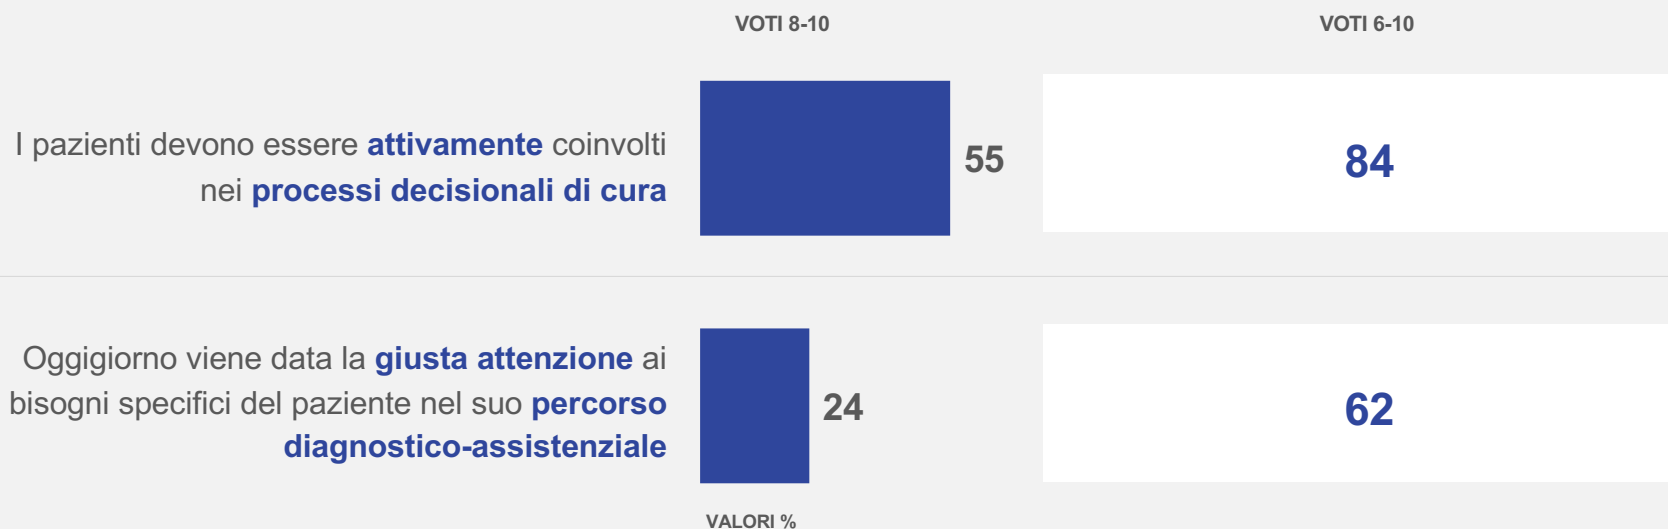 VOTI 8-10
VOTI 6-10
I pazienti devono essere attivamente coinvolti
nei processi decisionali di cura
55
84
Oggigiorno viene data la giusta attenzione ai
bisogni specifici del paziente nel suo percorso
diagnostico-assistenziale
24
62
VALORI %